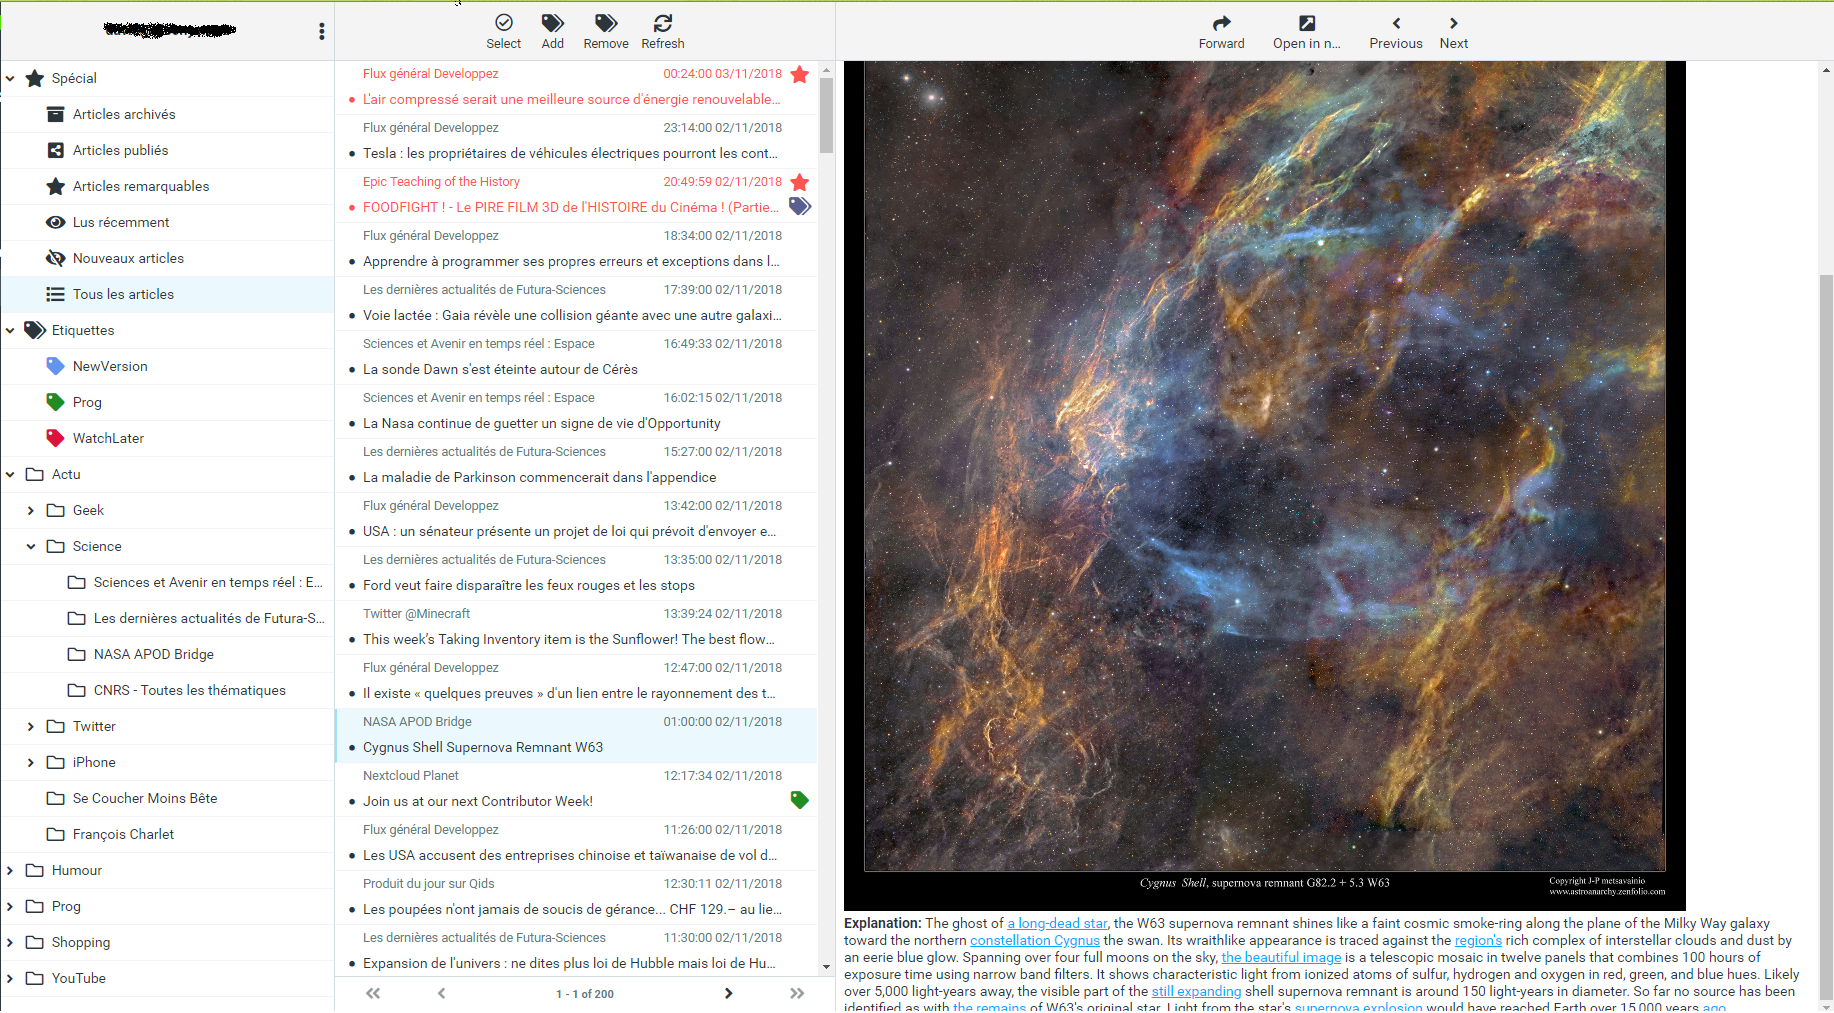 Select
Add
Remove
Refresh
Forward
Open in n...
Previous
Next
Spécial
Articles archivés
Articles publiés
Articles remarquables
Lus récemment
Nouveaux articles
Tous les articles
Etiquettes
NewVersion
Prog
WatchLater
Actu
Geek
Science
Sciences et Avenir en temps réel : E...
Les dernières actualités de Futura-S...
NASA APOD Bridge
CNRS - Toutes les thématiques
Twitter
iPhone
Se Coucher Moins Bête
François Charlet
Humour
Prog
Shopping
YouTube
Flux général Developpez 00:24:00 03/11/2018
L'air compressé serait une meilleure source d'énergie renouvelable...
Flux général Developpez 23:14:00 02/11/2018
Tesla : les propriétaires de véhicules électriques pourront les cont...
Epic Teaching of the History 20:49:59 02/11/2018
FOODFIGHT ! - Le PIRE FILM 3D de l'HISTOIRE du Cinéma ! (Partie...
Flux général Developpez 18:34:00 02/11/2018
Apprendre à programmer ses propres erreurs et exceptions dans l...
Les dernières actualités de Futura-Sciences 17:39:00 02/11/2018
Voie lactée : Gaia révèle une collision géante avec une autre galaxi...
Sciences et Avenir en temps réel : Espace 16:49:33 02/11/2018
La sonde Dawn s'est éteinte autour de Cérès
Sciences et Avenir en temps réel : Espace 16:02:15 02/11/2018
La Nasa continue de guetter un signe de vie d'Opportunity
Les dernières actualités de Futura-Sciences 15:27:00 02/11/2018
La maladie de Parkinson commencerait dans l'appendice
Flux général Developpez 13:42:00 02/11/2018
USA : un sénateur présente un projet de loi qui prévoit d'envoyer e...
Les dernières actualités de Futura-Sciences 13:35:00 02/11/2018
Ford veut faire disparaître les feux rouges et les stops
Twitter @Minecraft 13:39:24 02/11/2018
This week's Taking Inventory item is the Sunflower! The best flow...
Flux général Developpez 12:47:00 02/11/2018
Il existe « quelques preuves » d'un lien entre le rayonnement des t...
NASA APOD Bridge 01:00:00 02/11/2018
Cygnus Shell Supernova Remnant W63
Nextcloud Planet 12:17:34 02/11/2018
Join us at our next Contributor Week!
Flux général Developpez 11:26:00 02/11/2018
Les USA accusent des entreprises chinoise et taïwanaise de vol d...
Produit du jour sur Qids 12:30:11 02/11/2018
Les poupées n'ont jamais de soucis de gérance... CHF 129.– au lie...
Les dernières actualités de Futura-Sciences 11:30:00 02/11/2018
Expansion de l'univers : ne dites plus loi de Hubble mais loi de Hu...
1 - 1 of 200
Cygnus Shell, supernova remnant G82.2 + 5.3 W63
Copyright J-P metsavainio
www.astroanarchy.zenfolio.com
Explanation: The ghost of a long-dead star, the W63 supernova remnant shines like a faint cosmic smoke-ring along the plane of the Milky Way galaxy
toward the northern constellation Cygnus the swan. Its wraithlike appearance is traced against the region's rich complex of interstellar clouds and dust by
an eerie blue glow. Spanning over four full moons on the sky, the beautiful image is a telescopic mosaic in twelve panels that combines 100 hours of
exposure time using narrow band filters. It shows characteristic light from ionized atoms of sulfur, hydrogen and oxygen in red, green, and blue hues. Likely
over 5,000 light-years away, the visible part of the still expanding shell supernova remnant is around 150 light-years in diameter. So far no source has been
identified as with the remains of W63's original star. Light from the star's supernova explosion would have reached Earth over 15,000 years ago.